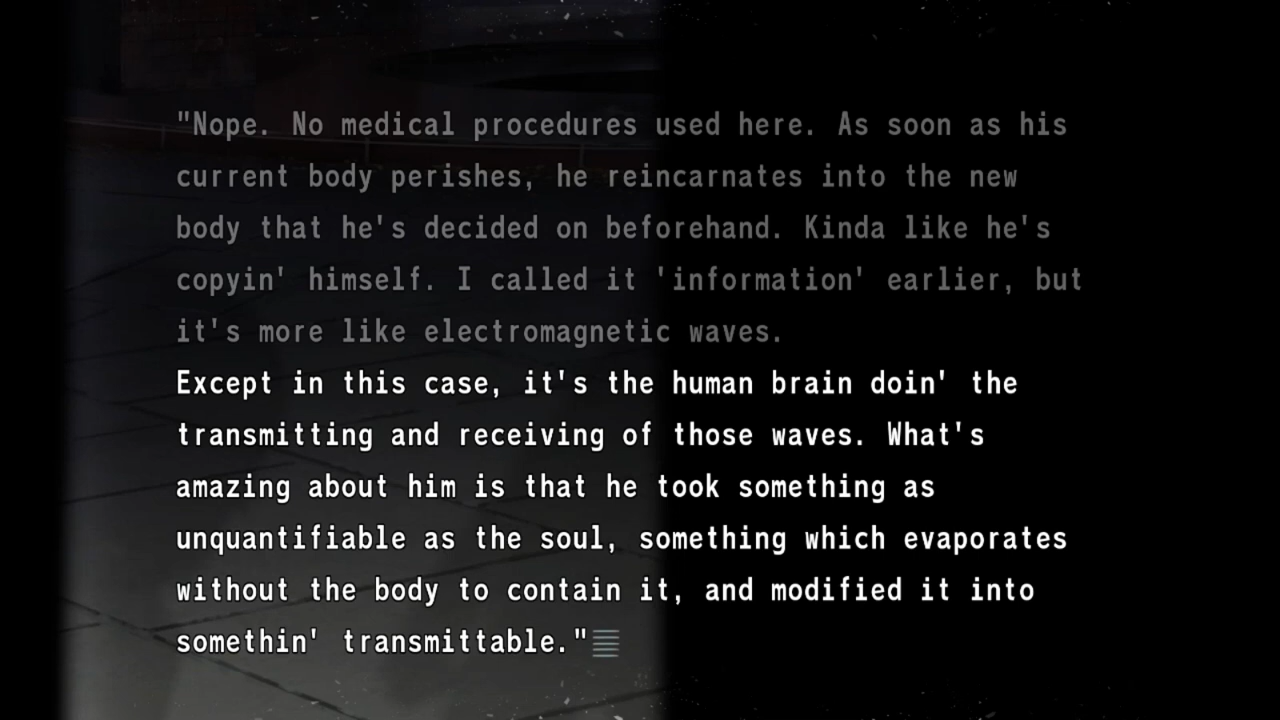 "Nope. No medical procedures used here. As soon as his
current body perishes, he reincarnates into the new
body that he's decided on beforehand. Kinda like he's
copyin' himself. I called it 'information' earlier, but
it's more like electromagnetic waves.
Except in this case, it's the human brain doin' the
transmitting and receiving of those waves. What's
amazing about him is that he took something as
unquantifiable as the soul, something which evaporates
without the body to contain it, and modified it into
somethin' transmittable."